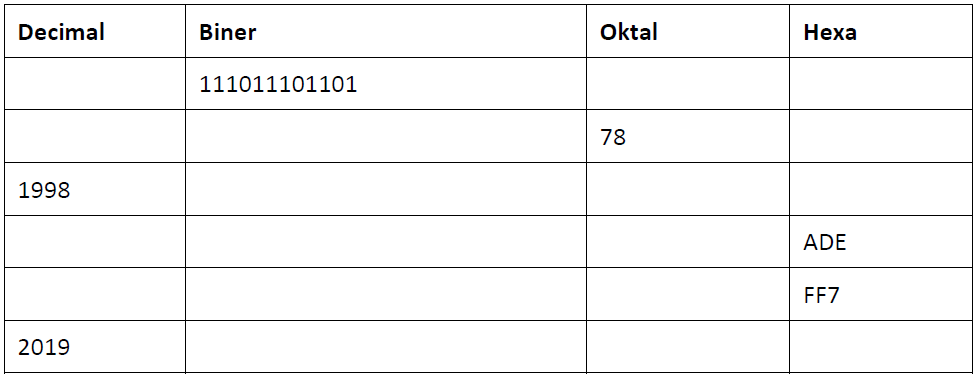 Decimal Biner Oktal Hexa
111011101101
78
1998
ADE
FF7
2019